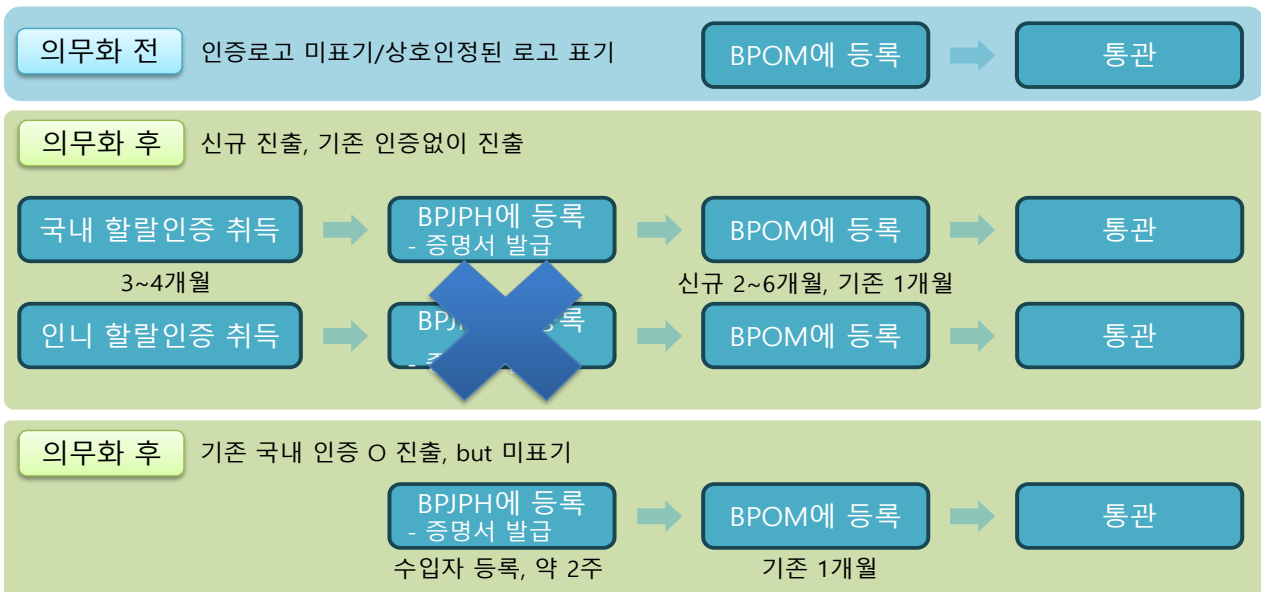 의무화 전
인증로고 미표기/상호인정된 로고 표기
BPOM에 등록
통관
의무화 후
신규 진출, 기존 인증없이 진출
국내 할랄인증 취득
BPJPH에 등록
- 증명서 발급
BPOM에 등록
통관
3~4개월
신규 2~6개월, 기존 1개월
인니 할랄인증 취득
BPOM에 등록
통관
의무화 후
기존 국내 인증 O 진출, but 미표기
BPJPH에 등록
- 증명서 발급
BPOM에 등록
통관
수입자 등록, 약 2주
기존 1개월